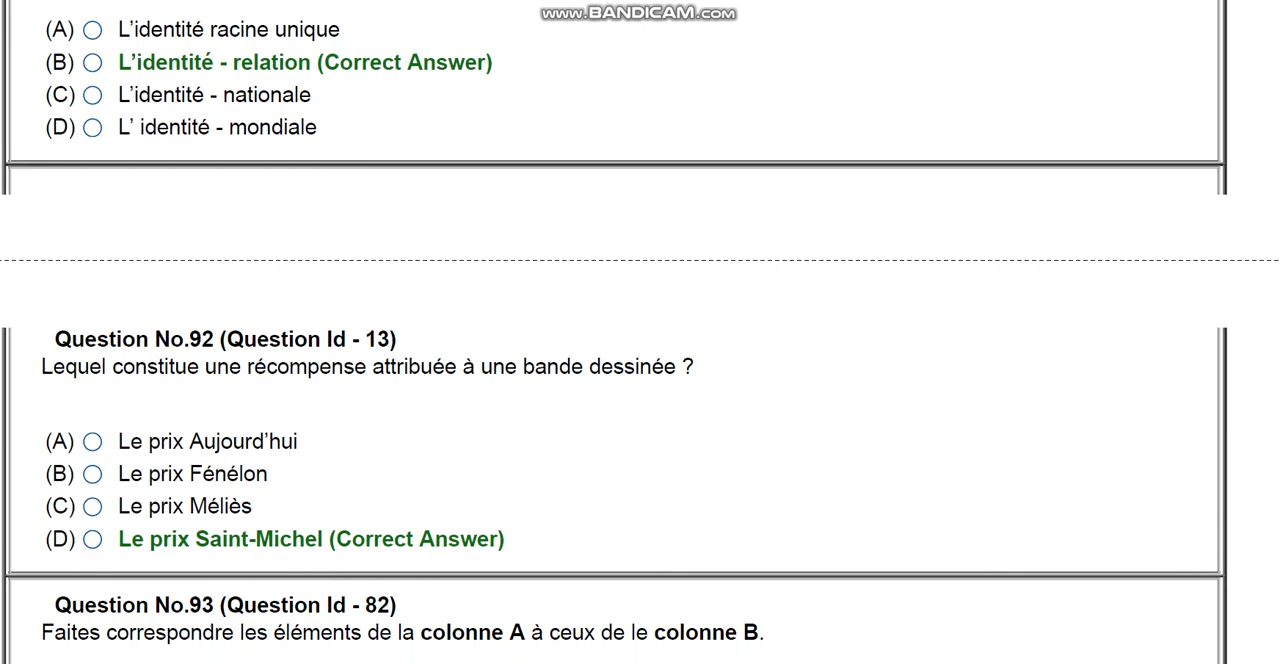 www.BANDICAM.com
(A) L’identité racine unique
(B) L’identité - relation (Correct Answer)
(C) L’identité - nationale
(D) L’ identité - mondiale
Question No.92 (Question Id - 13)
Lequel constitue une récompense attribuée à une bande dessinée ?
(A) Le prix Aujourd’hui
(B) Le prix Fénélon
(C) Le prix Méliès
(D) Le prix Saint-Michel (Correct Answer)
Question No.93 (Question Id - 82)
Faites correspondre les éléments de la colonne A à ceux de le colonne B.